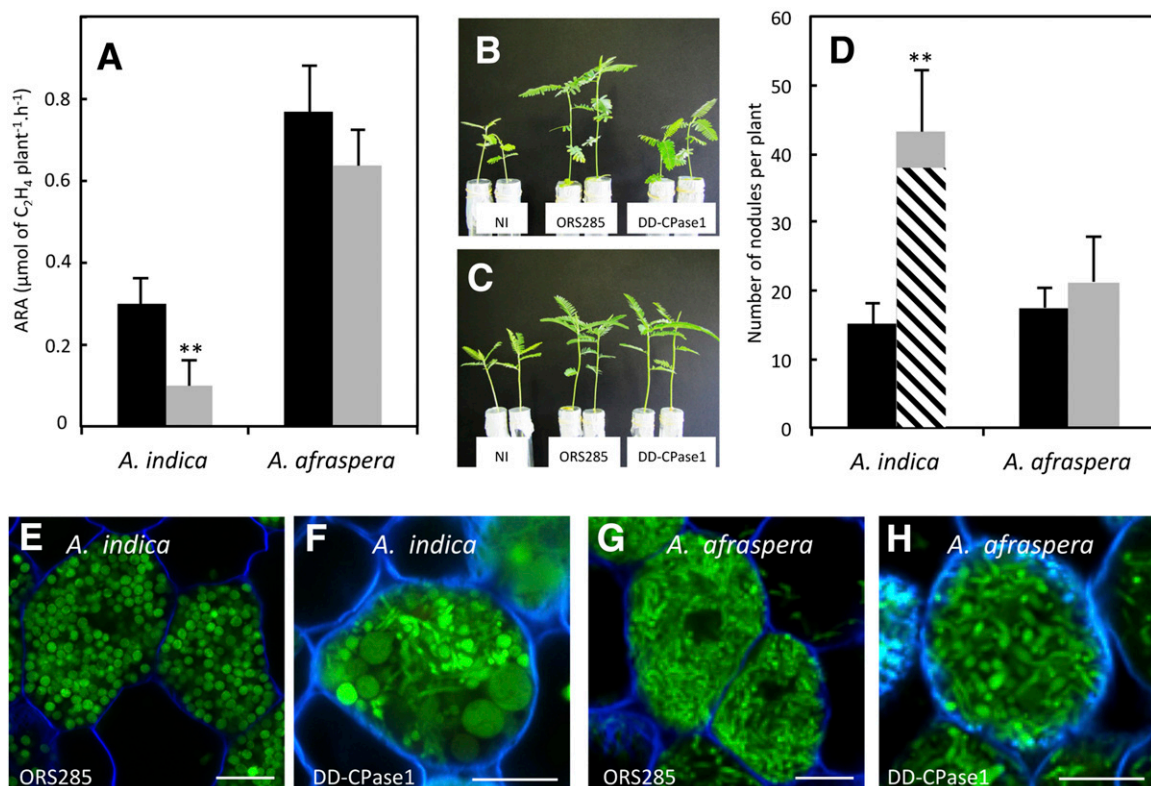 A
ARA (µmol of C₂H₄ plant⁻¹.h⁻¹)
0.8
0.6
0.4
0.2
0
**
A. indica
A. afraspera
B
NI
ORS285
DD-CPase1
C
NI
ORS285
DD-CPase1
D
Number of nodules per plant
60
50
40
30
20
10
0
**
A. indica
A. afraspera
E
A. indica
ORS285
F
A. indica
DD-CPase1
G
A. afraspera
ORS285
H
A. afraspera
DD-CPase1